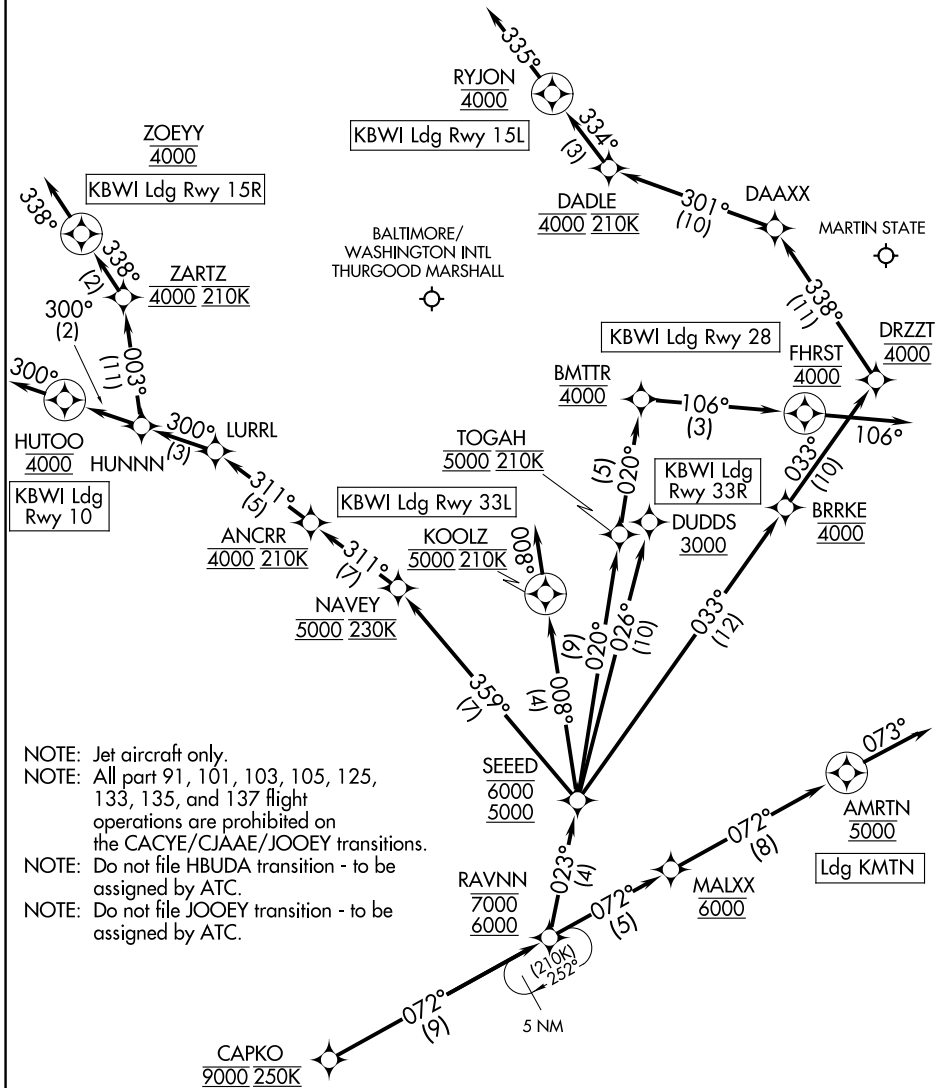 335°
RYJON
4000
KBWI Ldg Rwy 15L
334°
(3)
ZOEYY
4000
KBWI Ldg Rwy 15R
338°
DADLE
4000 210K
301°
(10)
DAAXX
MARTIN STATE
BALTIMORE/
WASHINGTON INTL
THURGOOD MARSHALL
338°
(2)
ZARTZ
4000 210K
300°
(2)
338°
(11)
KBWI Ldg Rwy 28
DRZZT
4000
FHRST
4000
BMTTR
4000
003°
(11)
300°
HUTOO
4000
KBWI Ldg
Rwy 10
HUNNN
300°
(3)
LURRL
106°
(3)
106°
TOGAH
5000 210K
020°
(5)
KBWI Ldg
Rwy 33R
033°
(10)
311°
(5)
KBWI Ldg Rwy 33L
DUDDS
3000
BRRKE
4000
ANCRR
4000 210K
KOOLZ
5000 210K
008°
311°
(7)
NAVEY
5000 230K
020°
(9)
026°
(10)
033°
(12)
359°
(7)
008°
(4)
073°
NOTE: Jet aircraft only.
NOTE: All part 91, 101, 103, 105, 125,
133, 135, and 137 flight
operations are prohibited on
the CACYE/CJAAE/JOOEY transitions.
NOTE: Do not file HBUDA transition - to be
assigned by ATC.
NOTE: Do not file JOOEY transition - to be
assigned by ATC.
SEEED
6000
5000
AMRTN
5000
Ldg KMTN
072°
(8)
023°
(4)
MALXX
6000
RAVNN
7000
6000
072°
(5)
(210K)
252°
5 NM
072°
(9)
CAPKO
9000 250K